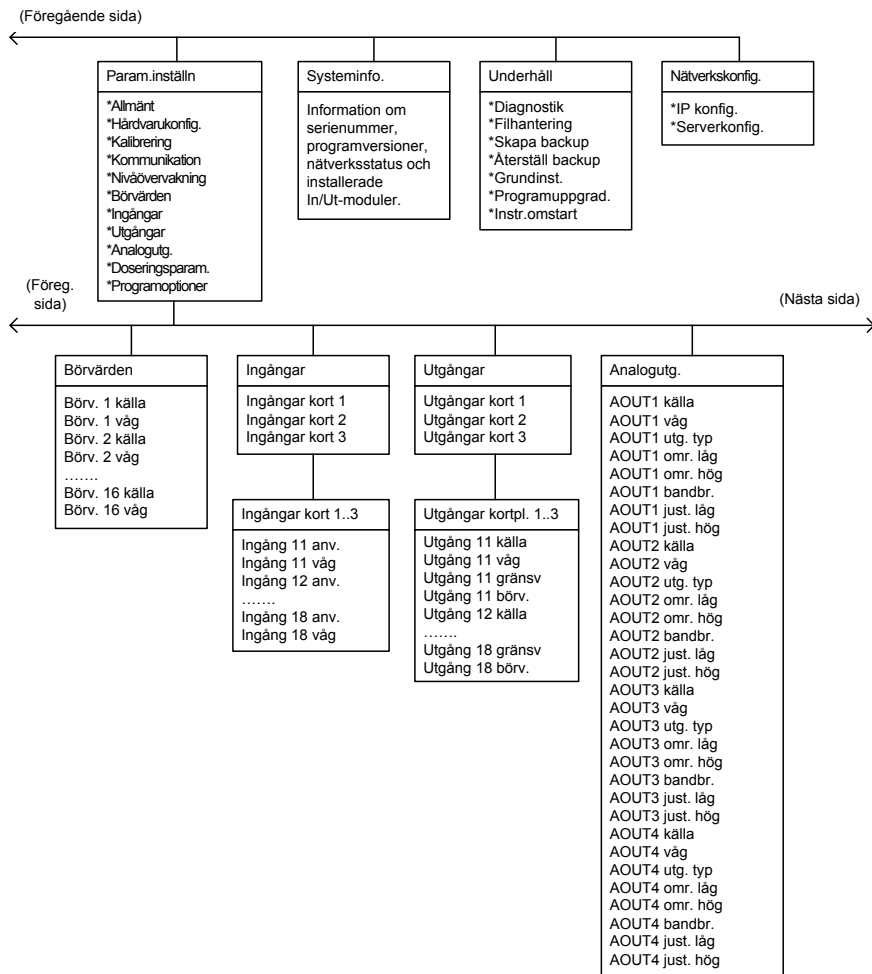 (Föregående sida)
Param.inställn
*Allmänt
*Hårdvarukonfig.
*Kalibrering
*Kommunikation
*Nivåövervakning
*Börvärden
*Ingångar
*Utgångar
*Analogutg.
*Doseringsparam.
*Programoptioner
Systeminfo.
Information om
serienummer,
programversioner,
nätverksstatus och
installerade
In/Ut-moduler.
Underhåll
*Diagnostik
*Filhantering
*Skapa backup
*Återställ backup
*Grundinst.
*Programuppgrad.
*Instr.omstart
Nätverkskonfig.
*IP konfig.
*Serverkonfig.
(Föreg.
sida)
(Nästa sida)
Börvärden
Börv. 1 källa
Börv. 1 våg
Börv. 2 källa
Börv. 2 våg
…….
Börv. 16 källa
Börv. 16 våg
Ingångar
Ingångar kort 1
Ingångar kort 2
Ingångar kort 3
Ingångar kort 1..3
Ingång 11 anv.
Ingång 11 våg
Ingång 12 anv.
…….
Ingång 18 anv.
Ingång 18 våg
Utgångar
Utgångar kort 1
Utgångar kort 2
Utgångar kort 3
Utgångar kortpl. 1..3
Utgång 11 källa
Utgång 11 våg
Utgång 11 gränsv
Utgång 11 börv.
Utgång 12 källa
…….
Utgång 18 gränsv
Utgång 18 börv.
Analogutg.
AOUT1 källa
AOUT1 våg
AOUT1 utg. typ
AOUT1 omr. låg
AOUT1 omr. hög
AOUT1 bandbr.
AOUT1 just. låg
AOUT1 just. hög
AOUT2 källa
AOUT2 våg
AOUT2 utg. typ
AOUT2 omr. låg
AOUT2 omr. hög
AOUT2 bandbr.
AOUT2 just. låg
AOUT2 just. hög
AOUT3 källa
AOUT3 våg
AOUT3 utg. typ
AOUT3 omr. låg
AOUT3 omr. hög
AOUT3 bandbr.
AOUT3 just. låg
AOUT3 just. hög
AOUT4 källa
AOUT4 våg
AOUT4 utg. typ
AOUT4 omr. låg
AOUT4 omr. hög
AOUT4 bandbr.
AOUT4 just. låg
AOUT4 just. hög